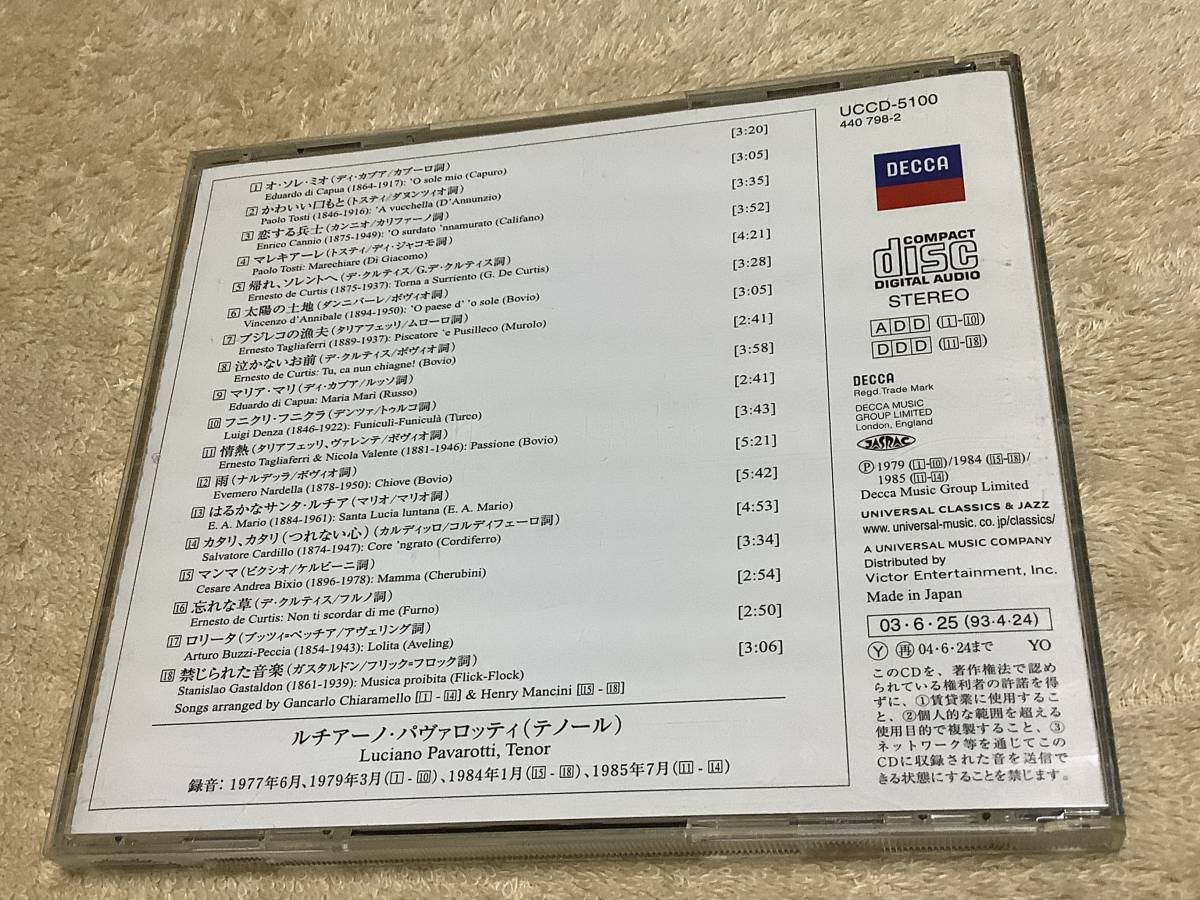 1 オ・ソレ・ミオ(ディ・カプア/カプーロ詞) [3:20]
Eduardo di Capua (1864-1917): 'O sole mio (Capuro)
2 かわいい口もと(トスティ/ダヌンツィオ詞) [3:05]
Paolo Tosti (1846-1916): 'A vucchella (D'Annunzio)
3 恋する兵士(カンニオ/カリファーノ詞) [3:35]
Enrico Cannio (1875-1949): 'O surdato 'nnamurato (Califano)
4 マレキアーレ(トスティ/ディ・ジャコモ詞) [3:52]
Paolo Tosti: Marechiare (Di Giacomo)
5 帰れ、ソレントへ(デ・クルティス/G.デ・クルティス詞) [4:21]
Ernesto de Curtis (1875-1937): Torna a Surriento (G. De Curtis)
6 太陽の土地(ダンニバーレ/ボヴィオ詞) [3:28]
Vincenzo d'Annibale (1894-1950): 'O paese d' 'o sole (Bovio)
7 プジレコの漁夫(タリアフェッリ/ムローロ詞) [3:05]
Ernesto Tagliaferri (1889-1937): Piscatore 'e Pusilleco (Murolo)
8 泣かないお前(デ・クルティス/ボヴィオ詞) [2:41]
Ernesto de Curtis: Tu, ca nun chiagne! (Bovio)
9 マリア・マリ(ディ・カプア/ルッソ詞) [3:58]
Eduardo di Capua: Maria Mari (Russo)
10 フニクリ・フニクラ(デンツァ/トゥルコ詞) [2:41]
Luigi Denza (1846-1922): Funiculi-Funiculà (Turco)
11 情熱(タリアフェッリ、ヴァレンテ/ボヴィオ詞) [3:43]
Ernesto Tagliaferri & Nicola Valente (1881-1946): Passione (Bovio)
12 雨(ナルデッラ/ボヴィオ詞) [5:21]
Evemero Nardella (1878-1950): Chiove (Bovio)
13 はるかなサンタ・ルチア(マリオ/マリオ詞) [5:42]
E. A. Mario (1884-1961): Santa Lucia luntana (E. A. Mario)
14 カタリ、カタリ(つれない心)(カルディッロ/コルディフェーロ詞) [4:53]
Salvatore Cardillo (1874-1947): Core 'ngrato (Cordiferro)
15 マンマ(ビクシオ/ケルビーニ詞) [3:34]
Cesare Andrea Bixio (1896-1978): Mamma (Cherubini)
16 忘れな草(デ・クルティス/フルノ詞) [2:54]
Ernesto de Curtis: Non ti scordar di me (Furno)
17 ロリータ(ブッツィ=ペッチア/アヴェリング詞) [2:50]
Arturo Buzzi-Peccia (1854-1943): Lolita (Aveling)
18 禁じられた音楽(ガスタルドン/フリック=フロック詞) [3:06]
Stanislao Gastaldon (1861-1939): Musica proibita (Flick-Flock)
Songs arranged by Gancarlo Chiaramello [1 - 14] & Henry Mancini [15 - 18]
ルチアーノ・パヴァロッティ(テノール)
Luciano Pavarotti, Tenor
録音: 1977年6月、1979年3月(1 - 10)、1984年1月(15 - 18)、1985年7月(11 - 14)
UCCD-5100
440 798-2
DECCA
COMPACT
disc
DIGITAL AUDIO
STEREO
ADD (1-10)
DDD (11-18)
DECCA
Regd.Trade Mark
DECCA MUSIC
GROUP LIMITED
London, England
JASRAC
Ⓟ 1979 (1-10)/1984 (15-18)/
1985 (11-14)
Decca Music Group Limited
UNIVERSAL CLASSICS & JAZZ
www.universal-music.co.jp/classics/
A UNIVERSAL MUSIC COMPANY
Distributed by
Victor Entertainment, Inc.
Made in Japan
03・6・25 (93・4・24)
Ⓨ 再 04・6・24まで YO
このCDを、著作権法で認め
られている権利者の許諾を得
ずに、①賃貸業に使用するこ
と、②個人的な範囲を超える
使用目的で複製すること、③
ネットワーク等を通じてこの
CDに収録された音を送信で
きる状態にすることを禁じます。